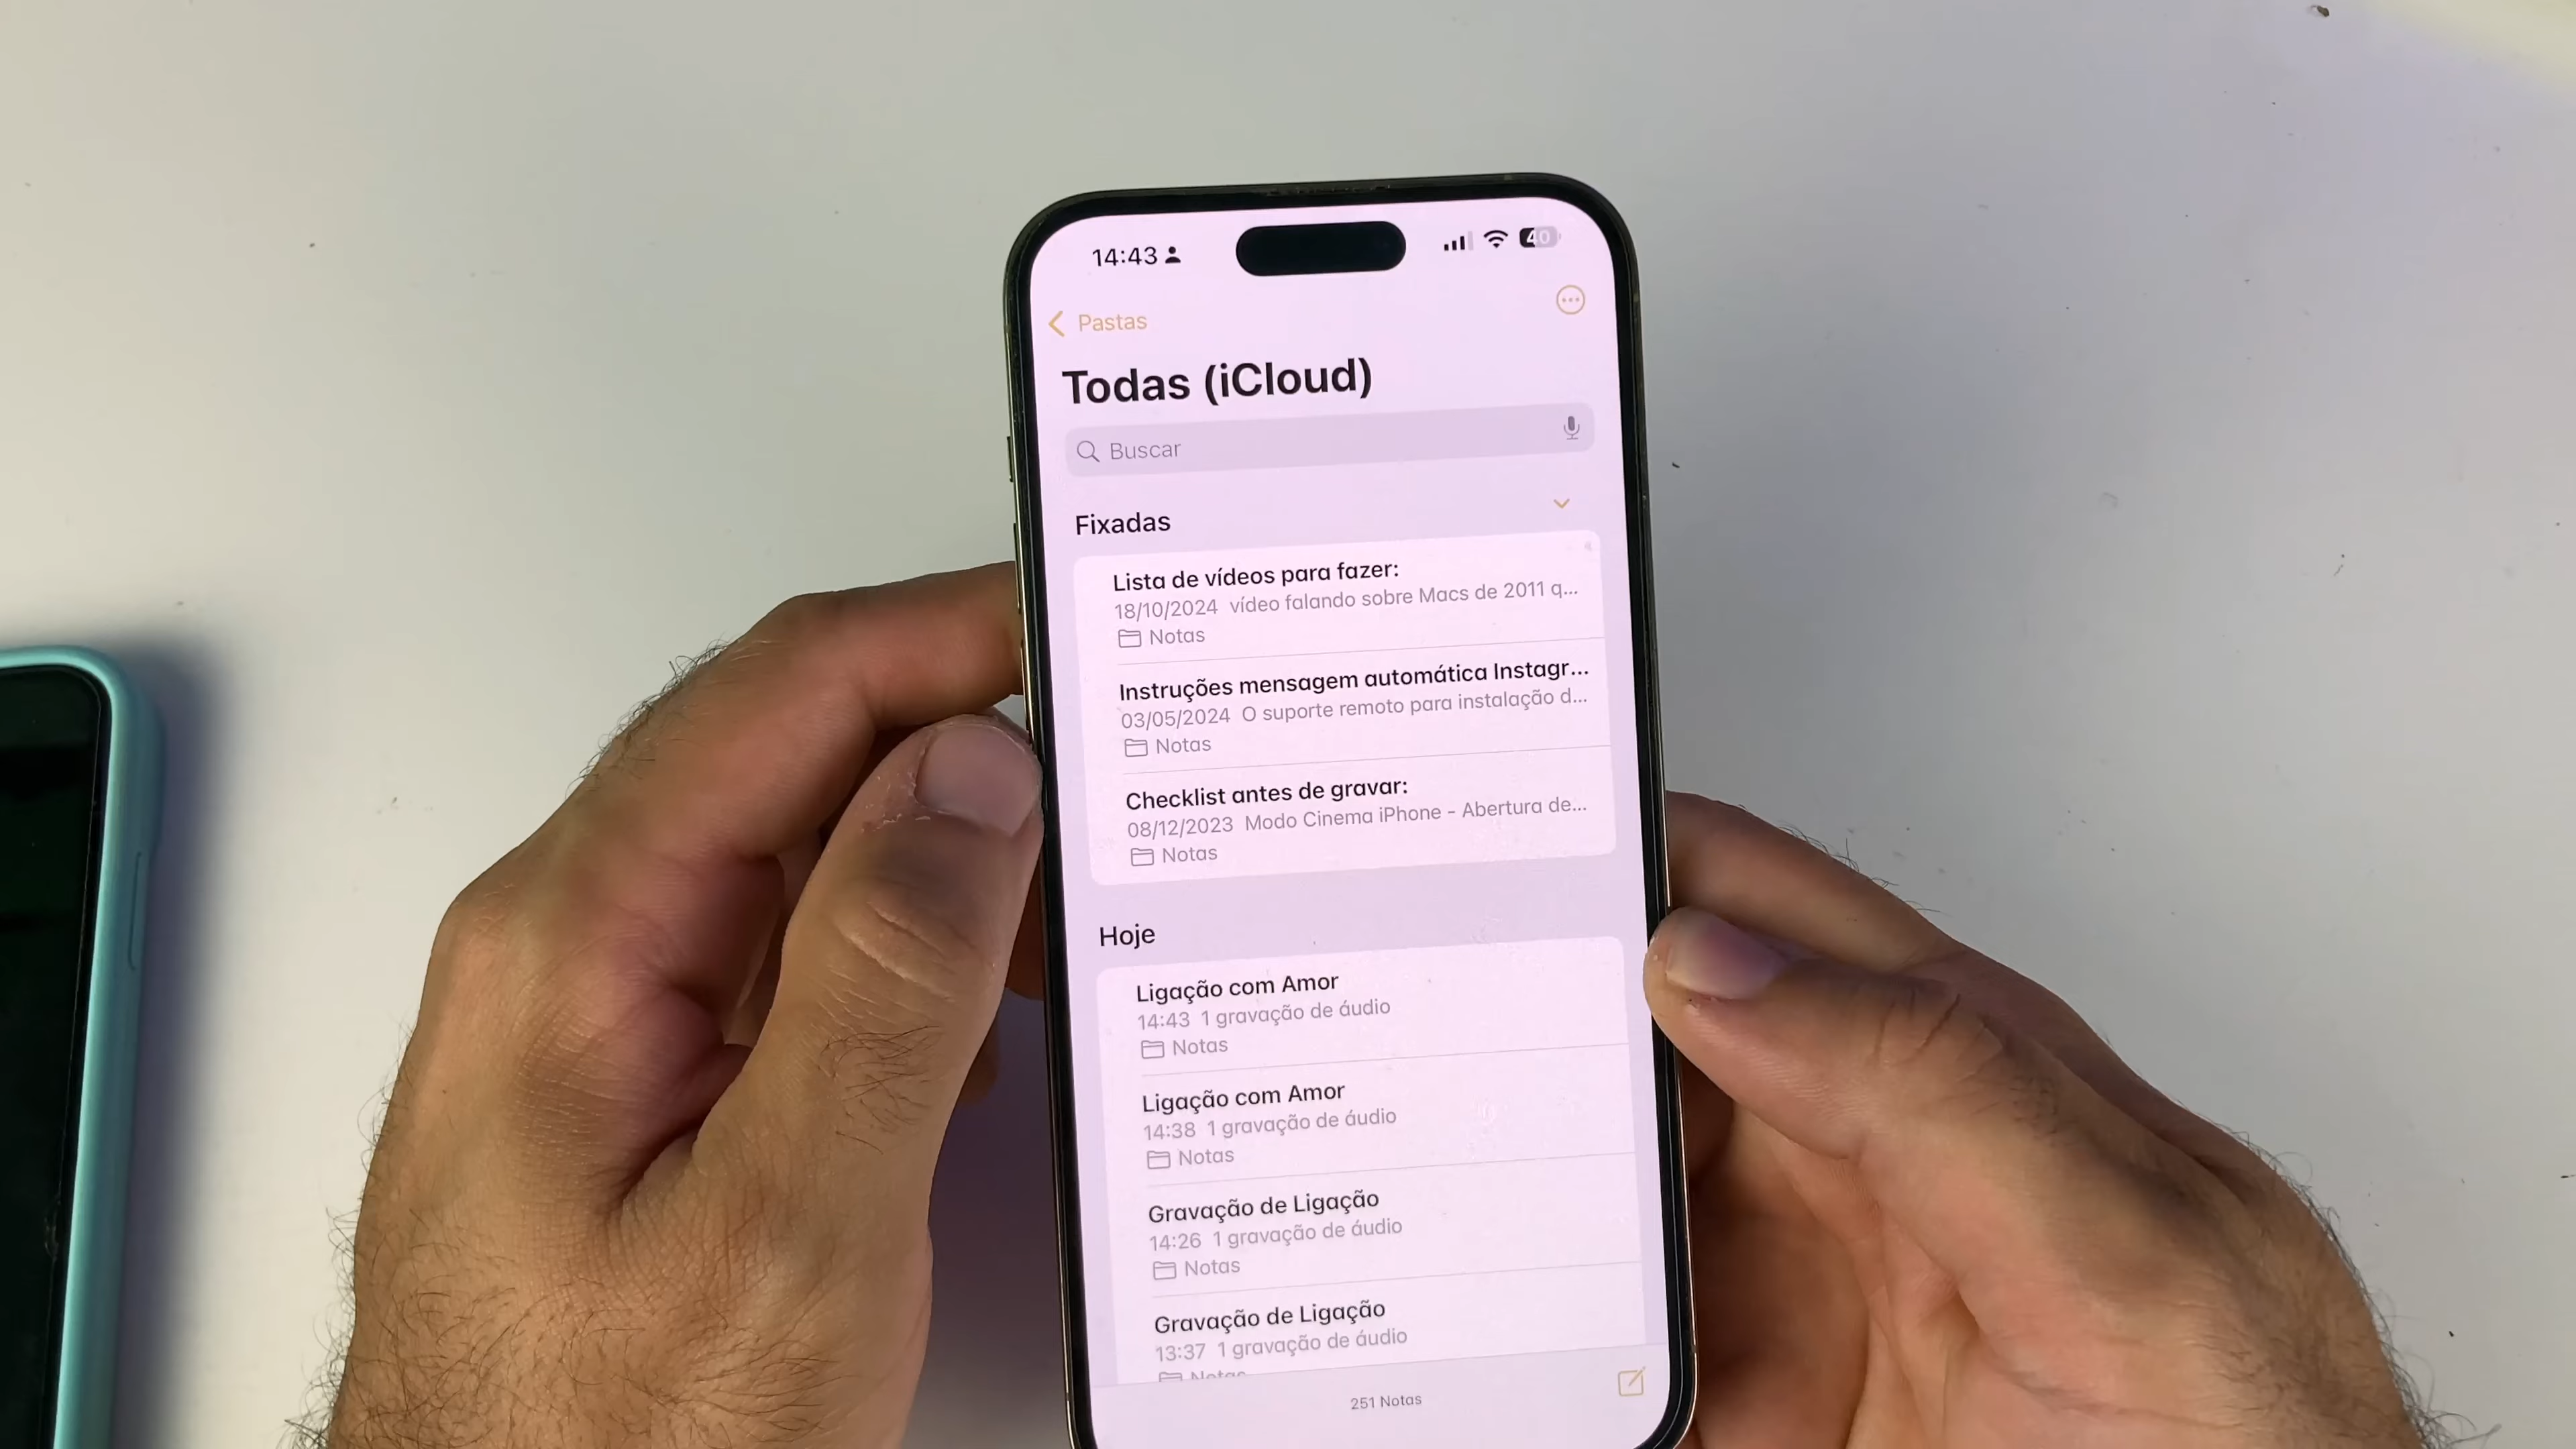 14:43
40
Pastas
Todas (iCloud)
Buscar
Fixadas
Lista de vídeos para fazer:
18/10/2024 vídeo falando sobre Macs de 2011 q...
Notas
Instruções mensagem automática Instagr...
03/05/2024 O suporte remoto para instalação d...
Notas
Checklist antes de gravar:
08/12/2023 Modo Cinema iPhone - Abertura de...
Notas
Hoje
Ligação com Amor
14:43 1 gravação de áudio
Notas
Ligação com Amor
14:38 1 gravação de áudio
Notas
Gravação de Ligação
14:26 1 gravação de áudio
Notas
Gravação de Ligação
13:37 1 gravação de áudio
Notas
251 Notas